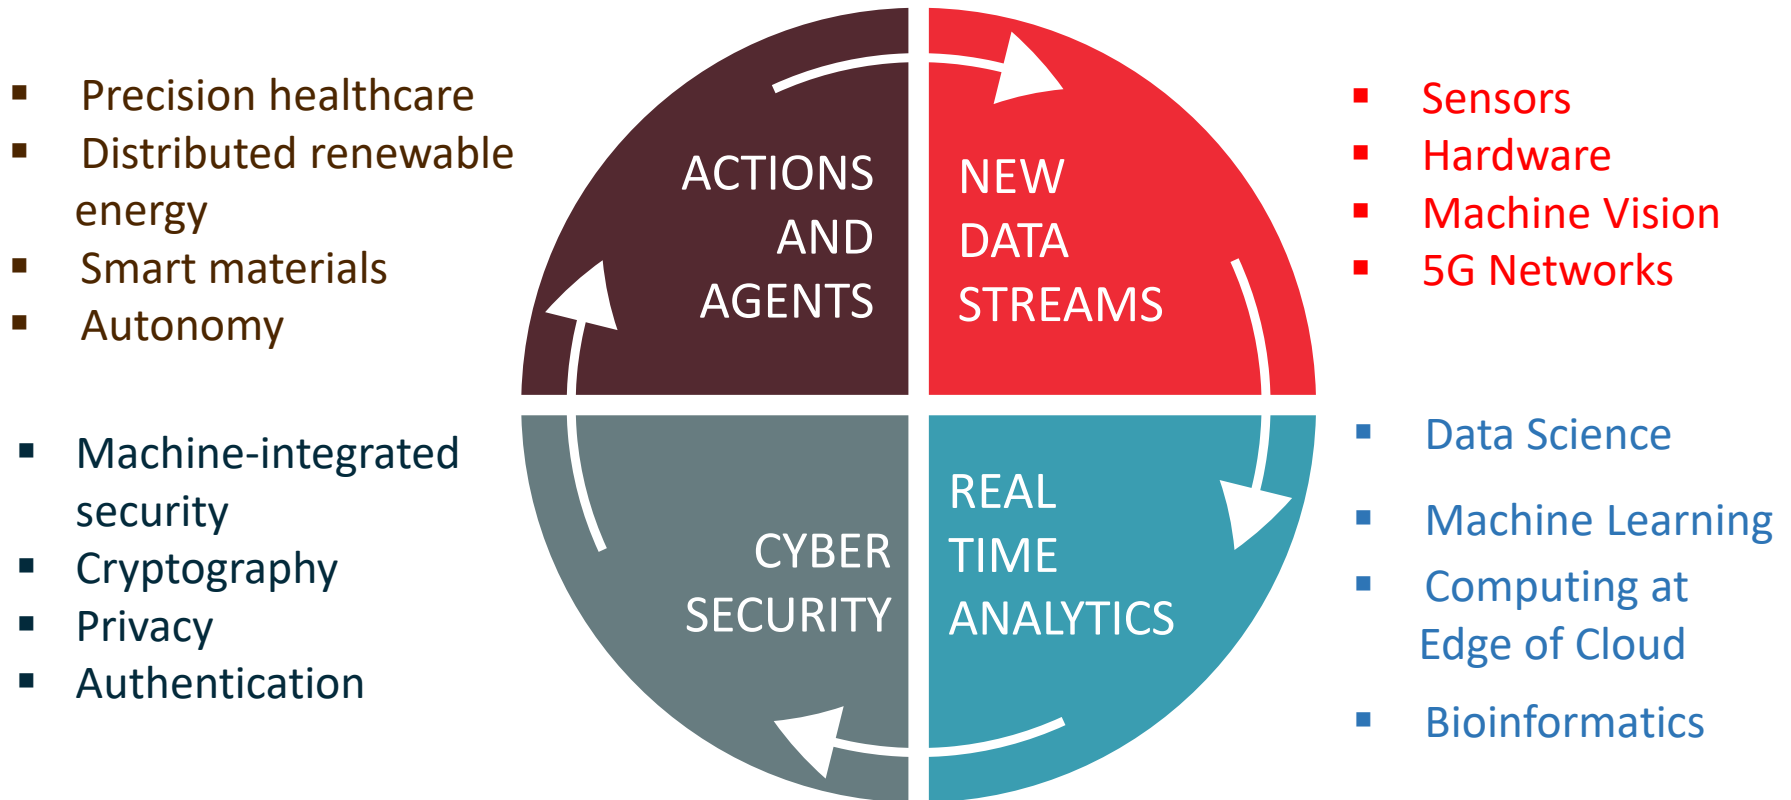 ▪ Precision healthcare
▪ Distributed renewable
energy
▪ Smart materials
▪ Autonomy
▪ Machine-integrated
security
▪ Cryptography
▪ Privacy
▪ Authentication
ACTIONS
AND
AGENTS
NEW
DATA
STREAMS
CYBER
SECURITY
REAL
TIME
ANALYTICS
▪ Sensors
▪ Hardware
▪ Machine Vision
▪ 5G Networks
▪ Data Science
▪ Machine Learning
▪ Computing at
Edge of Cloud
▪ Bioinformatics